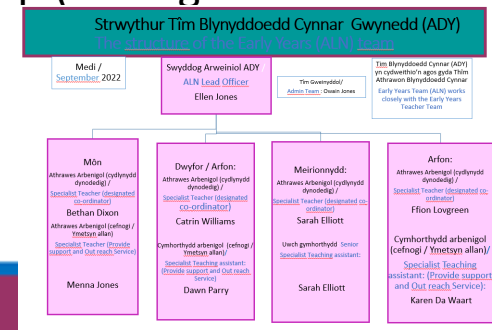 Strwythur Tîm Blynyddoedd Cynnar Gwynedd (ADY)
The structure of the Early Years (ALN) team
Medi /
September 2022
Swyddog Arweiniol ADY
ALN Lead Officer
Ellen Jones
Tîm Gweinyddol/
Admin Team : Owain Jones
Tîm Blynyddoedd Cynnar (ADY)
yn cydweithio'n agos gyda Thîm
Athrawon Blynyddoedd Cynnar
Early Years Team (ALN) works
closely with the Early Years
Teacher Team
Môn
Athrawes Arbenigol (cydlynydd
dynodedig) /
Specialist Teacher (designated
co-ordinator)
Bethan Dixon
Athrawes Arbenigol (cefnogi /
Ymetsyn allan)
Specialist Teacher (Provide
support and Out reach Service)
Menna Jones
Dwyfor / Arfon:
Athrawes Arbenigol (cydlynydd
dynodedig) /
Specialist Teacher (designated
co-ordinator)
Catrin Williams
Cymhorthydd arbenigol (cefnogi /
Ymetsyn allan)/
Specialist Teaching
assistant:
(Provide support and Out reach
Service)
Dawn Parry
Meirionnydd:
Athrawes Arbenigol (cydlynydd
dynodedig) /
Specialist Teacher (designated co-
ordinator)
Sarah Elliott
Uwch gymhorthydd Senior
Specialist Teaching assistant:
Sarah Elliott
Arfon:
Athrawes Arbenigol (cydlynydd
dynodedig) /
Specialist Teacher (designated co-
ordinator)
Ffion Lovgreen
Cymhorthydd arbenigol
(cefnogi / Ymetsyn allan)/
Specialist Teaching
assistant: (Provide support
and Out reach Service):
Karen Da Waart